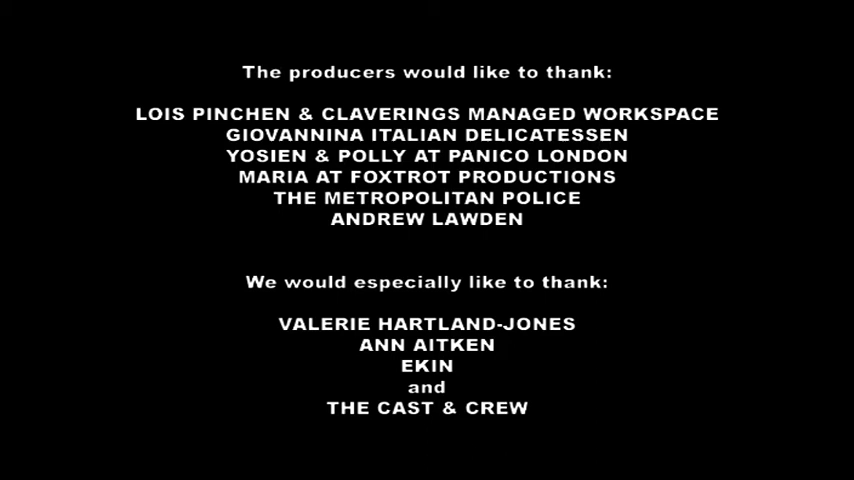 The producers would like to thank:
LOIS PINCHEN & CLAVERINGS MANAGED WORKSPACE
GIOVANNINA ITALIAN DELICATESSEN
YOSIEN & POLLY AT PANICO LONDON
MARIA AT FOXTROT PRODUCTIONS
THE METROPOLITAN POLICE
ANDREW LAWDEN
We would especially like to thank:
VALERIE HARTLAND-JONES
ANN AITKEN
EKIN
and
THE CAST & CREW